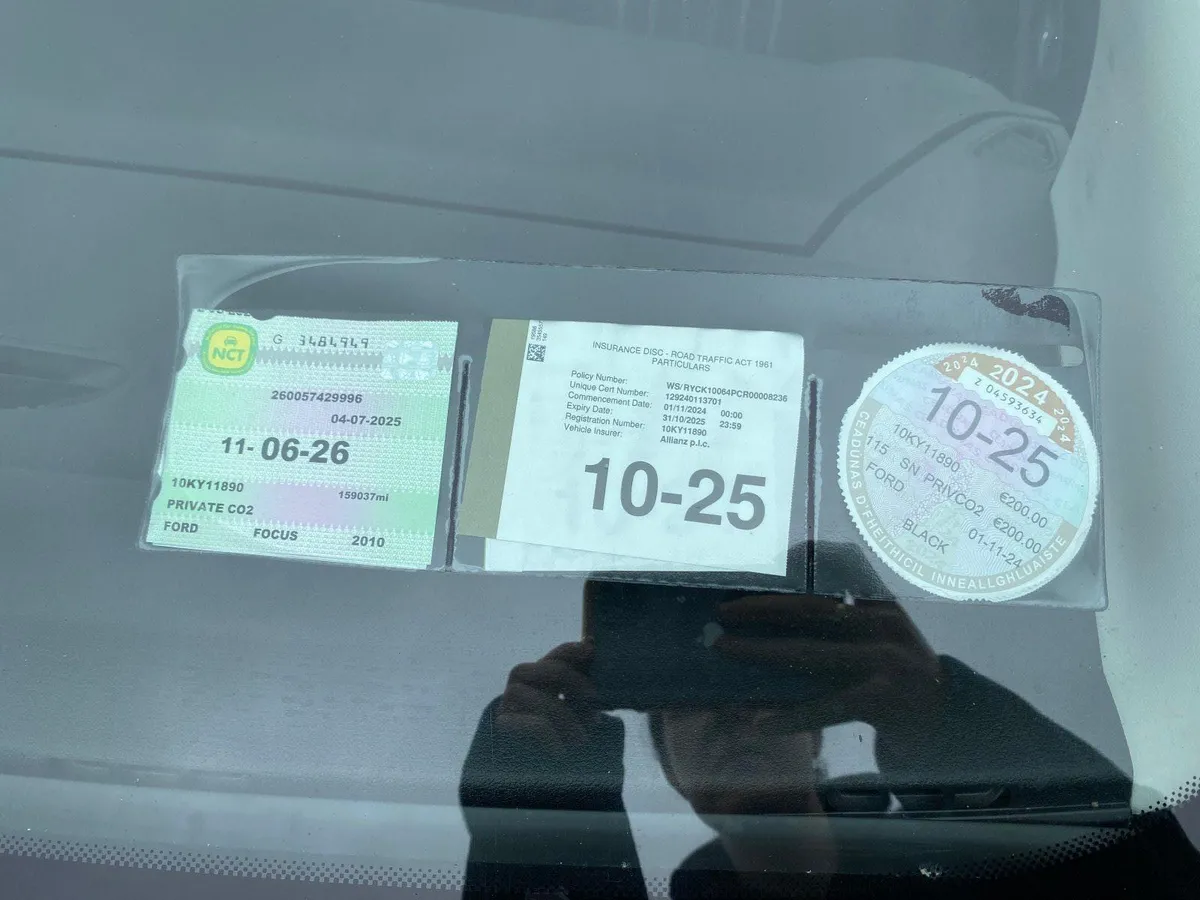 NCT
G 3484949
260057429996
04-07-2025
11-06-26
10KY11890 159037mi
PRIVATE CO2
FORD FOCUS 2010
INSURANCE DISC - ROAD TRAFFIC ACT 1961
PARTICULARS
Policy Number: WS/RYCK10064PCR00008236
Unique Cert Number: 129240113701
Commencement Date: 01/11/2024 00:00
Expiry Date: 31/10/2025 23:59
Registration Number: 10KY11890
Vehicle Insurer: Allianz p.l.c.
10-25
2024 2024 2024
Z 04593634
10-25
10KY11890
115 SN PRIVCO2 €200.00
FORD €200.00
BLACK 01-11-24
CEADUNAS D'FHEITHICIL INNEALLGHLUAISTE